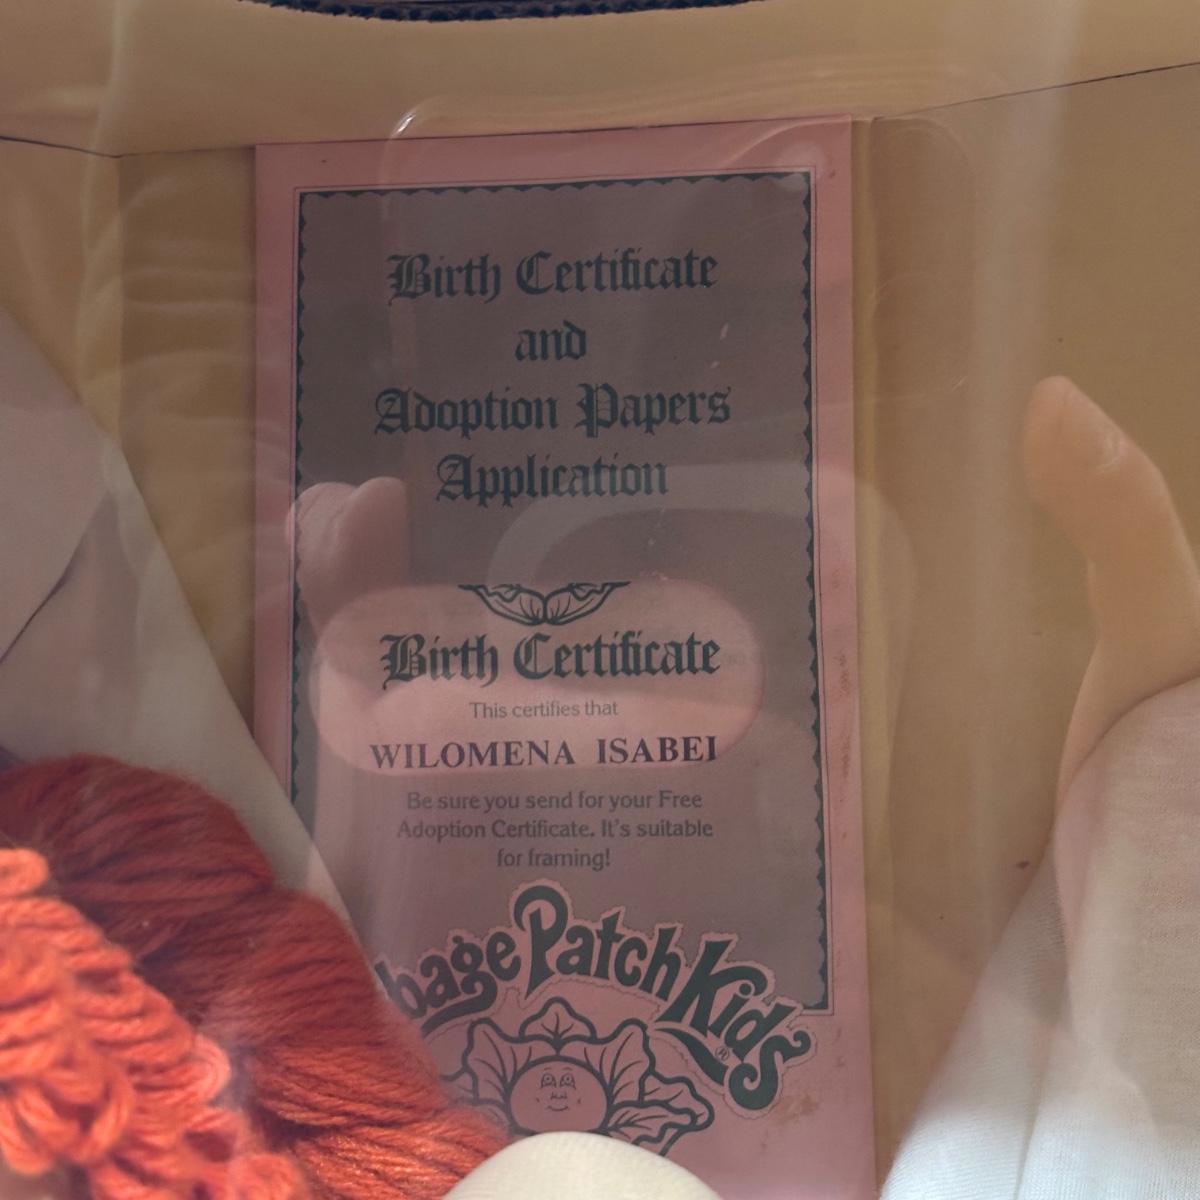 Birth Certificate
and
Adoption Papers
Application
Birth Certificate
This certifies that
WILOMENA ISABEI
Be sure you send for your Free
Adoption Certificate. It's suitable
for framing!
bage Patch Kids®